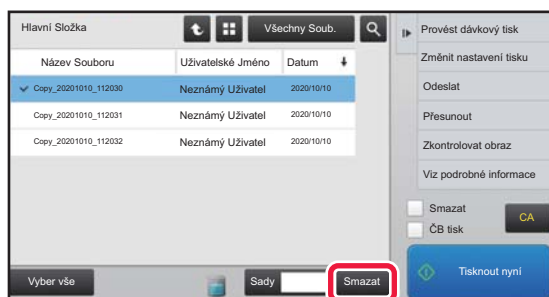 Hlavní Složka
Všechny Soub.
Název Souboru Uživatelské Jméno Datum
Copy_20201010_112030 Neznámý Uživatel 2020/10/10
Copy_20201010_112031 Neznámý Uživatel 2020/10/10
Copy_20201010_112032 Neznámý Uživatel 2020/10/10
Vyber vše
Sady
Smazat
Provést dávkový tisk
Změnit nastavení tisku
Odeslat
Přesunout
Zkontrolovat obraz
Viz podrobné informace
Smazat
ČB tisk
CA
Tisknout nyní